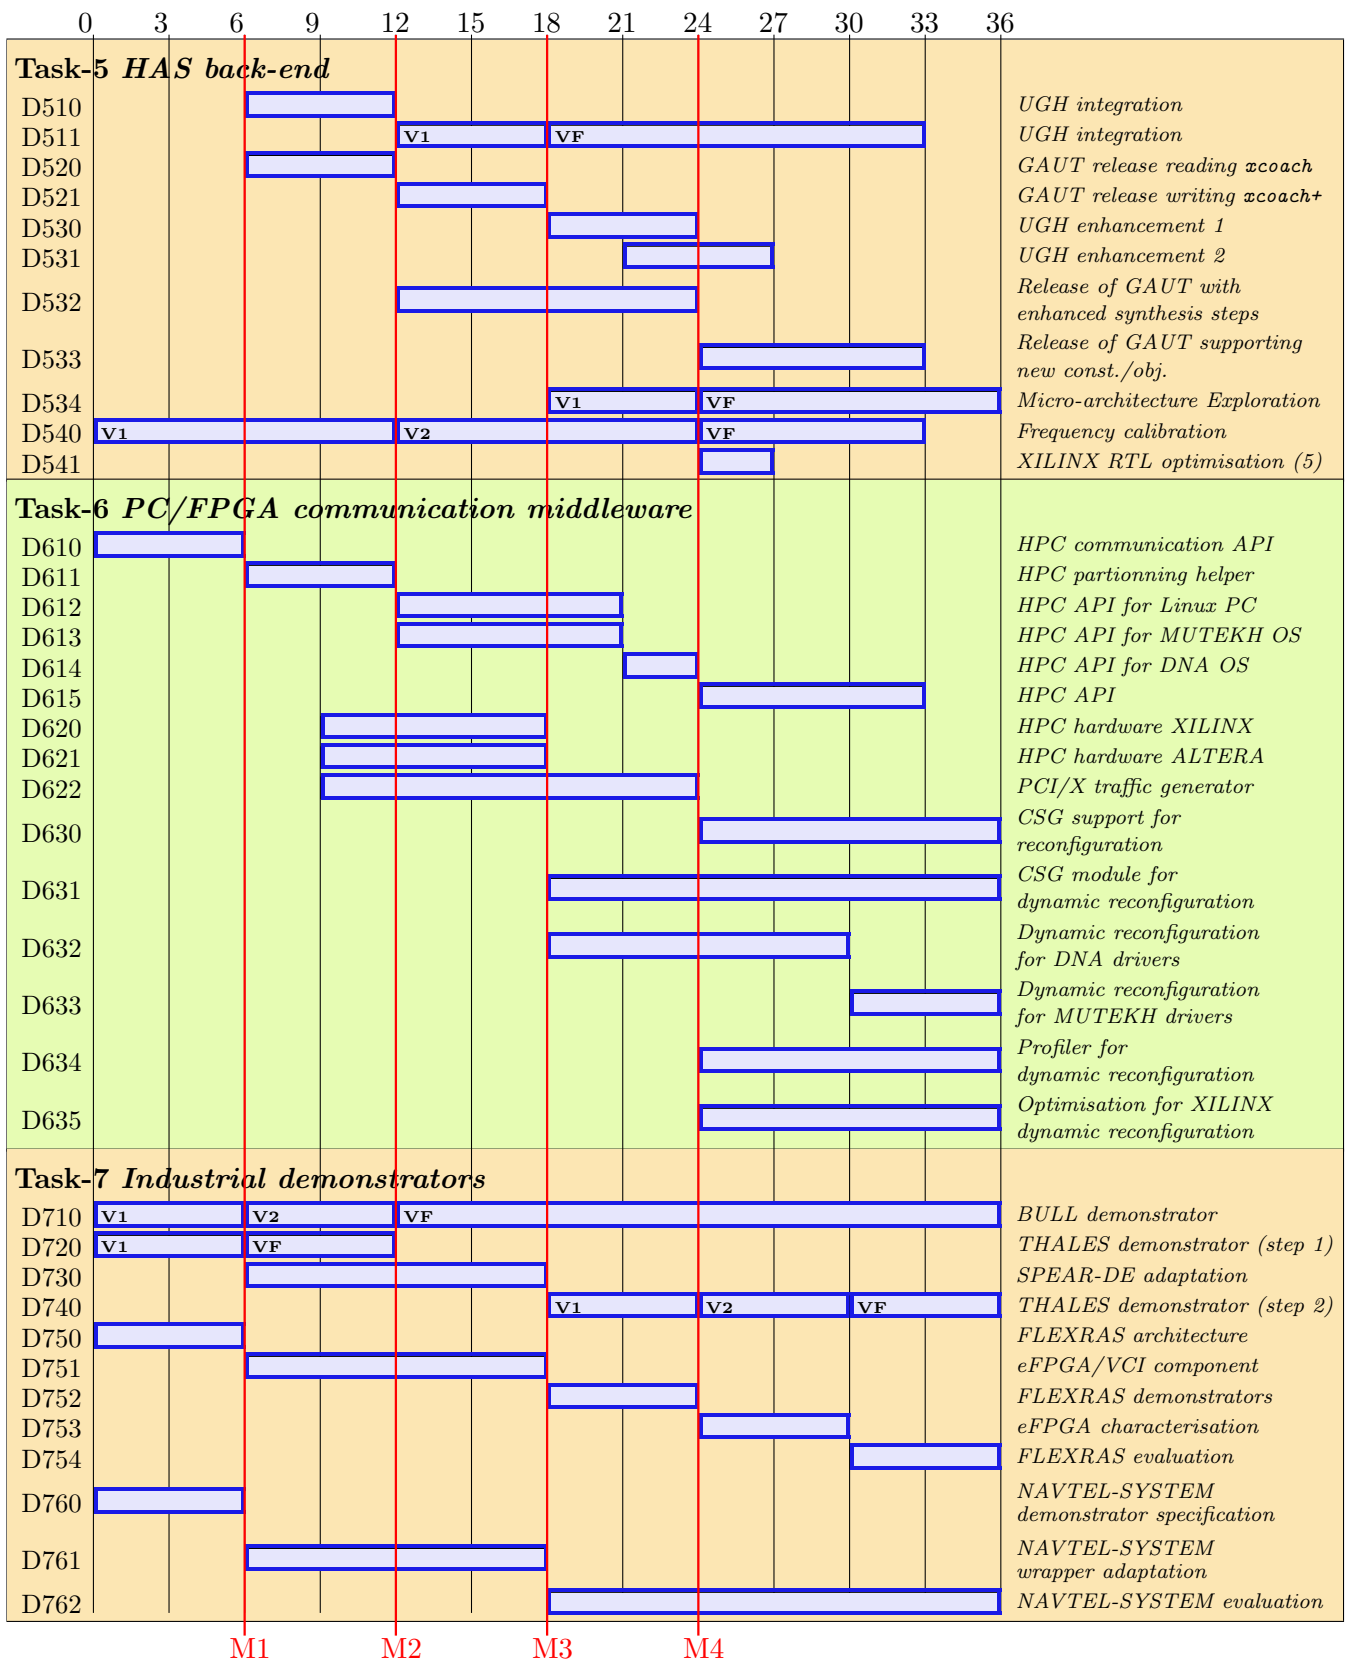 0 3 6 9 12 15 18 21 24 27 30 33 36
Task-5 HAS back-end
D510 UGH integration
D511 V1 VF UGH integration
D520 GAUT release reading xcoach
D521 GAUT release writing xcoach+
D530 UGH enhancement 1
D531 UGH enhancement 2
D532 Release of GAUT with
enhanced synthesis steps
D533 Release of GAUT supporting
new const./obj.
D534 V1 VF Micro-architecture Exploration
D540 V1 V2 VF Frequency calibration
D541 XILINX RTL optimisation (5)
Task-6 PC/FPGA communication middleware
D610 HPC communication API
D611 HPC partionning helper
D612 HPC API for Linux PC
D613 HPC API for MUTEKH OS
D614 HPC API for DNA OS
D615 HPC API
D620 HPC hardware XILINX
D621 HPC hardware ALTERA
D622 PCI/X traffic generator
D630 CSG support for
reconfiguration
D631 CSG module for
dynamic reconfiguration
D632 Dynamic reconfiguration
for DNA drivers
D633 Dynamic reconfiguration
for MUTEKH drivers
D634 Profiler for
dynamic reconfiguration
D635 Optimisation for XILINX
dynamic reconfiguration
Task-7 Industrial demonstrators
D710 V1 V2 VF BULL demonstrator
D720 V1 VF THALES demonstrator (step 1)
D730 SPEAR-DE adaptation
D740 V1 V2 VF THALES demonstrator (step 2)
D750 FLEXRAS architecture
D751 eFPGA/VCI component
D752 FLEXRAS demonstrators
D753 eFPGA characterisation
D754 FLEXRAS evaluation
D760 NAVTEL-SYSTEM
demonstrator specification
D761 NAVTEL-SYSTEM
wrapper adaptation
D762 NAVTEL-SYSTEM evaluation
M1 M2 M3 M4